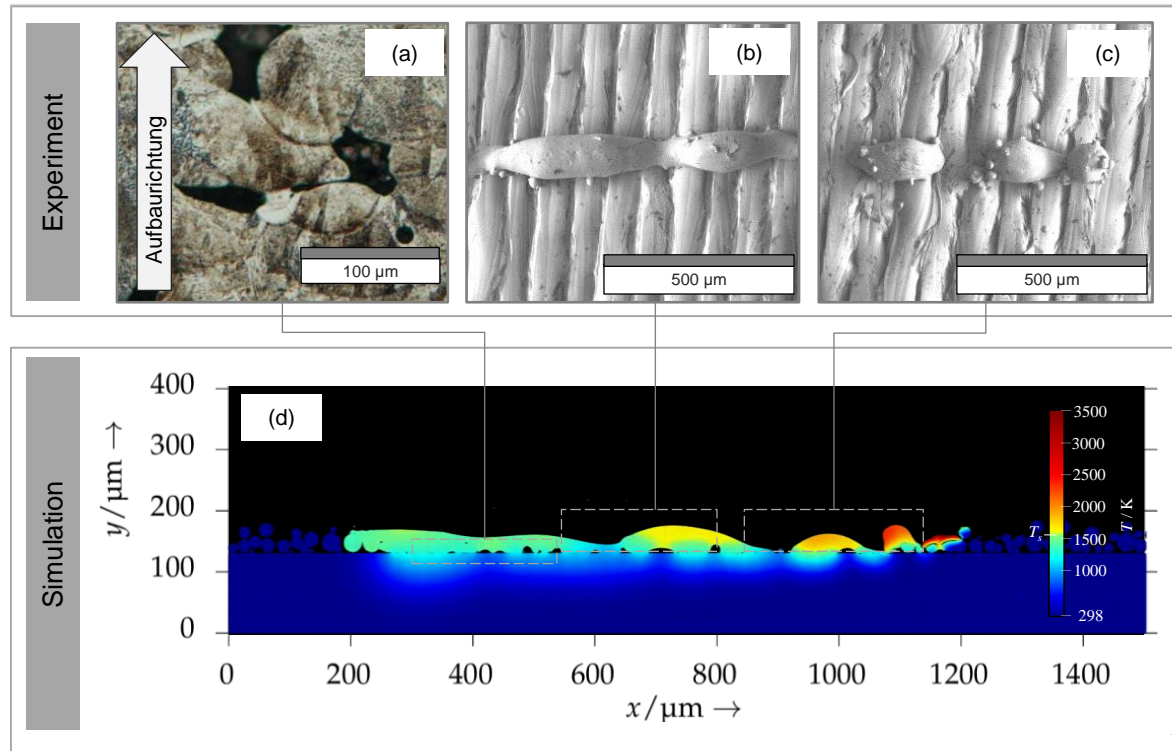 Experiment
Aufbaurichtung
(a)
100 µm
(b)
500 µm
(c)
500 µm
Simulation
(d)
y/µm →
400
300
200
100
0
0 200 400 600 800 1000 1200 1400
x/µm →
3500
3000
2500
2000
1500
1000
298
Tₛ
T / K